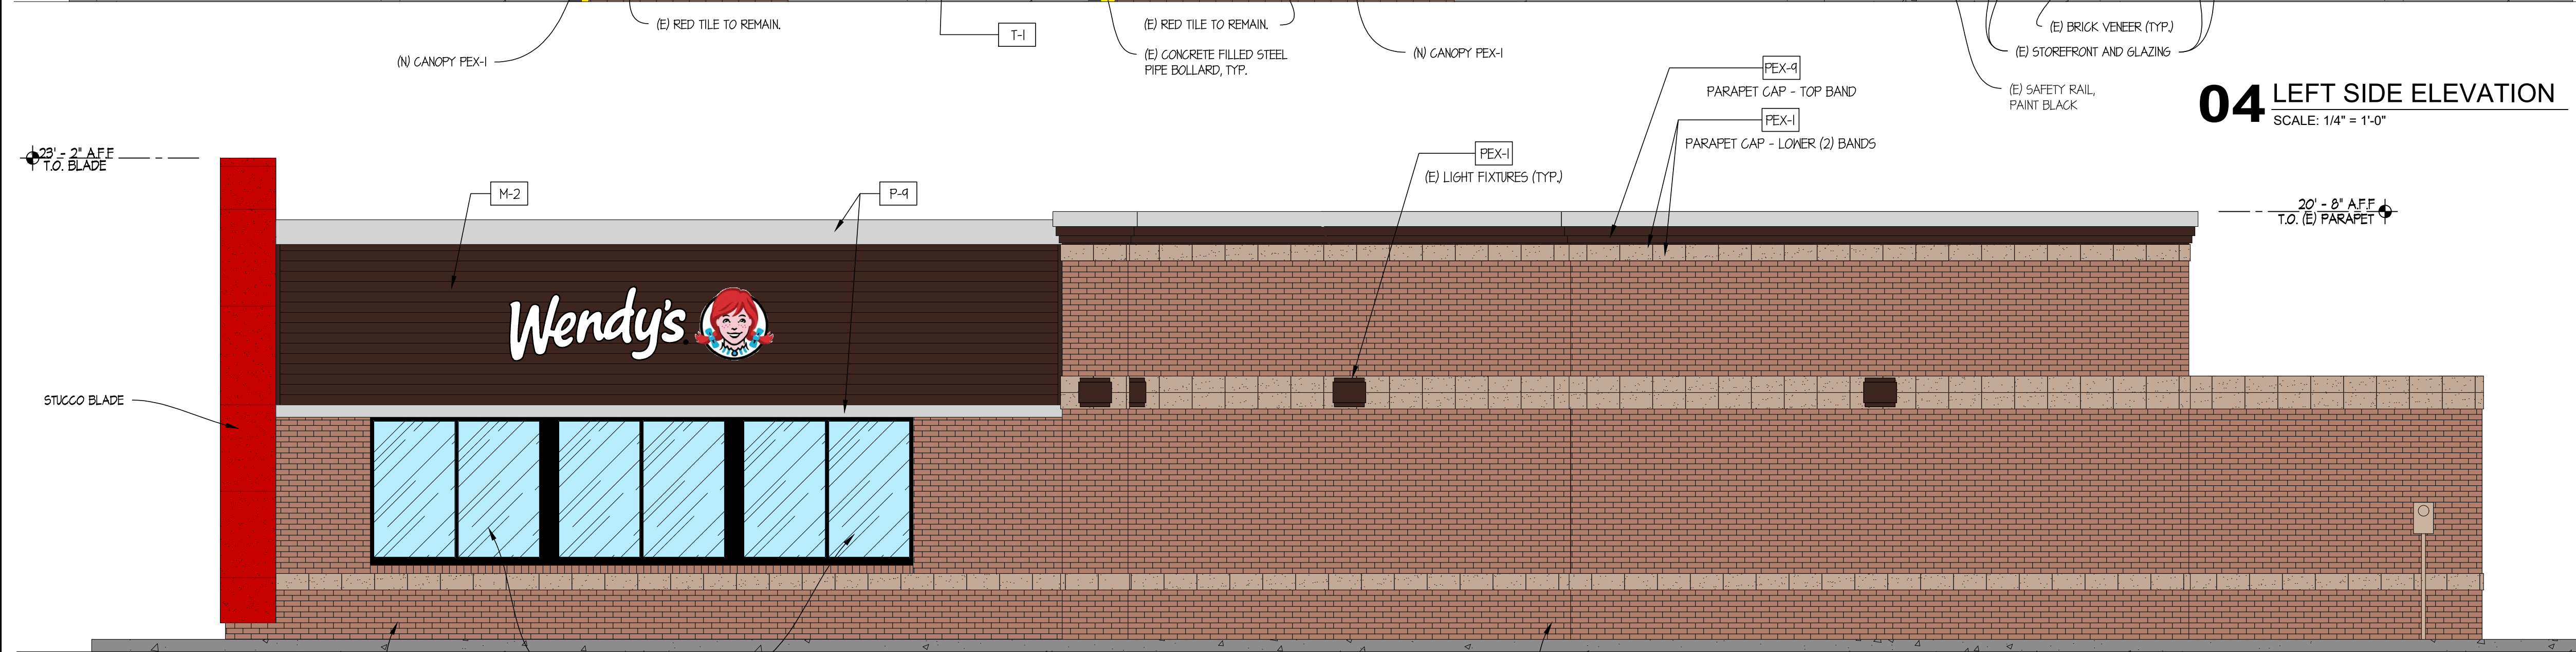 (E) RED TILE TO REMAIN.
(N) CANOPY PEX-1
T-1
(E) RED TILE TO REMAIN.
(E) CONCRETE FILLED STEEL
PIPE BOLLARD, TYP.
(N) CANOPY PEX-1
(E) BRICK VENEER (TYP.)
(E) STOREFRONT AND GLAZING
(E) SAFETY RAIL,
PAINT BLACK
04 LEFT SIDE ELEVATION
SCALE: 1/4" = 1'-0"
PEX-9
PARAPET CAP - TOP BAND
PEX-1
PARAPET CAP - LOWER (2) BANDS
PEX-1
(E) LIGHT FIXTURES (TYP.)
23' - 2" A.F.F
T.O. BLADE
M-2
P-9
20' - 8" A.F.F
T.O. (E) PARAPET
Wendy's
STUCCO BLADE